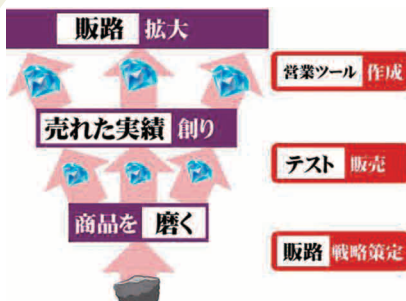 販路 拡大
営業ツール 作成
売れた実績 創り
テスト 販売
商品を 磨く
販路 戦略策定